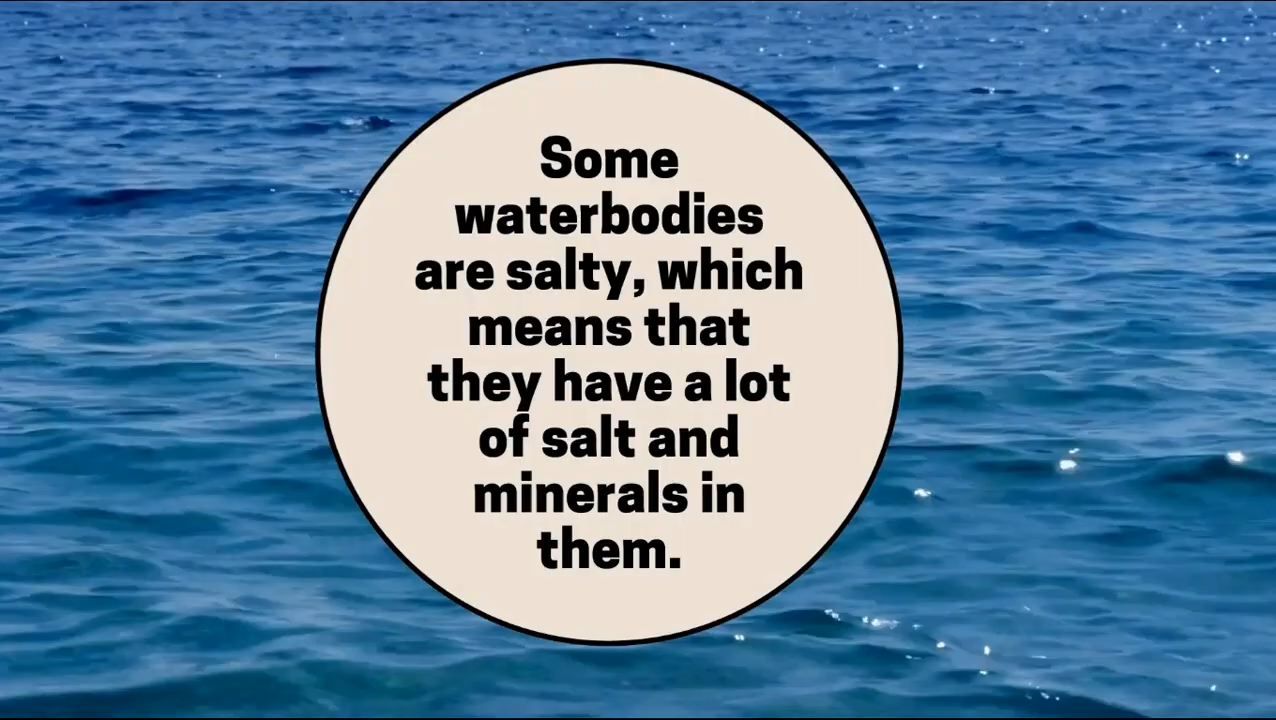 Some
waterbodies
are salty, which
means that
they have a lot
of salt and
minerals in
them.